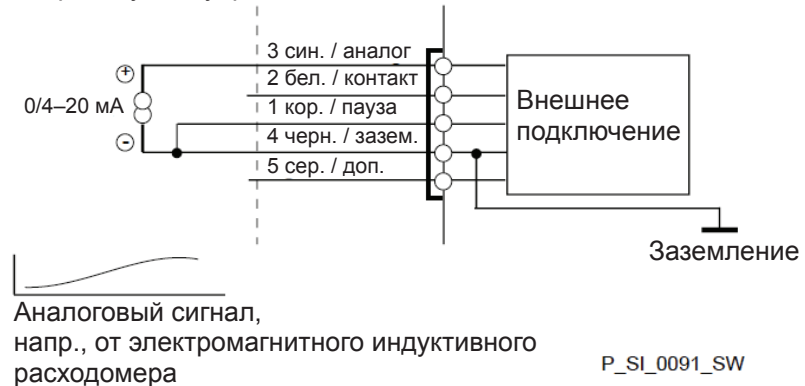 3 син. / аналог
2 бел. / контакт
0/4–20 мА
1 кор. / пауза
4 черн. / зазем.
5 сер. / доп.
Внешнее
подключение
Заземление
Аналоговый сигнал,
напр., от электромагнитного индуктивного
расходомера
P_SI_0091_SW